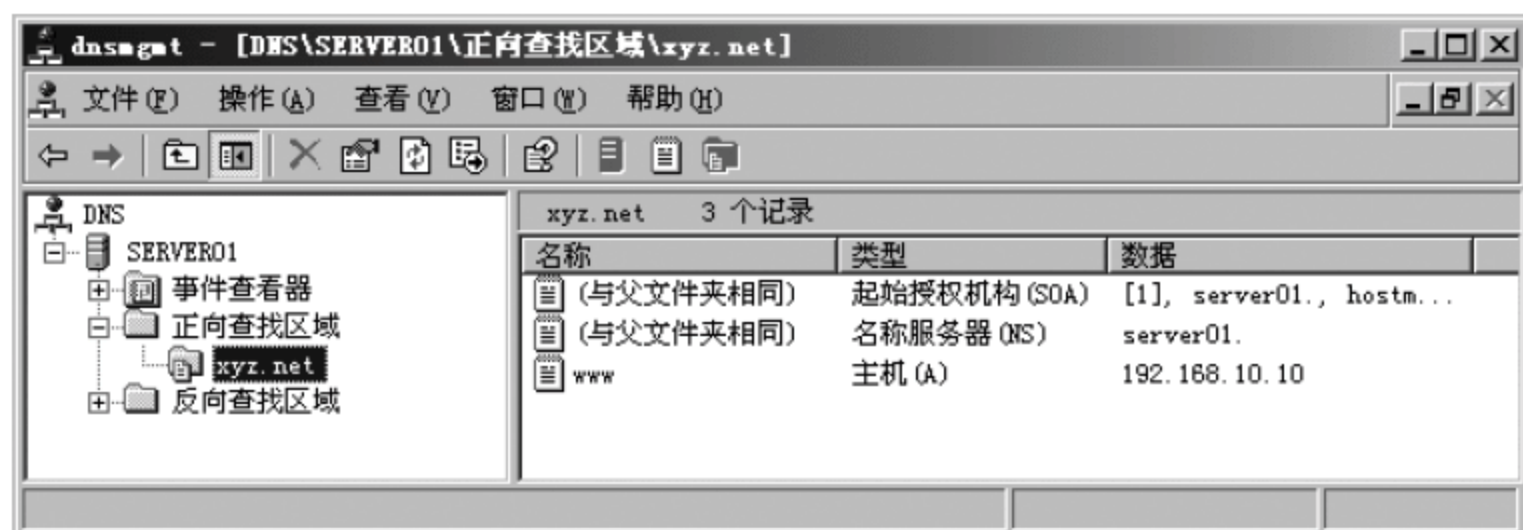 dnsmgmt - [DNS\SERVER01\正向查找区域\xyz.net]
文件(F) 操作(A) 查看(V) 窗口(W) 帮助(H)
DNS
SERVER01
事件查看器
正向查找区域
xyz.net
反向查找区域
xyz.net 3 个记录
名称 类型 数据
(与父文件夹相同) 起始授权机构(SOA) [1], server01., hostm...
(与父文件夹相同) 名称服务器(NS) server01.
www 主机(A) 192.168.10.10